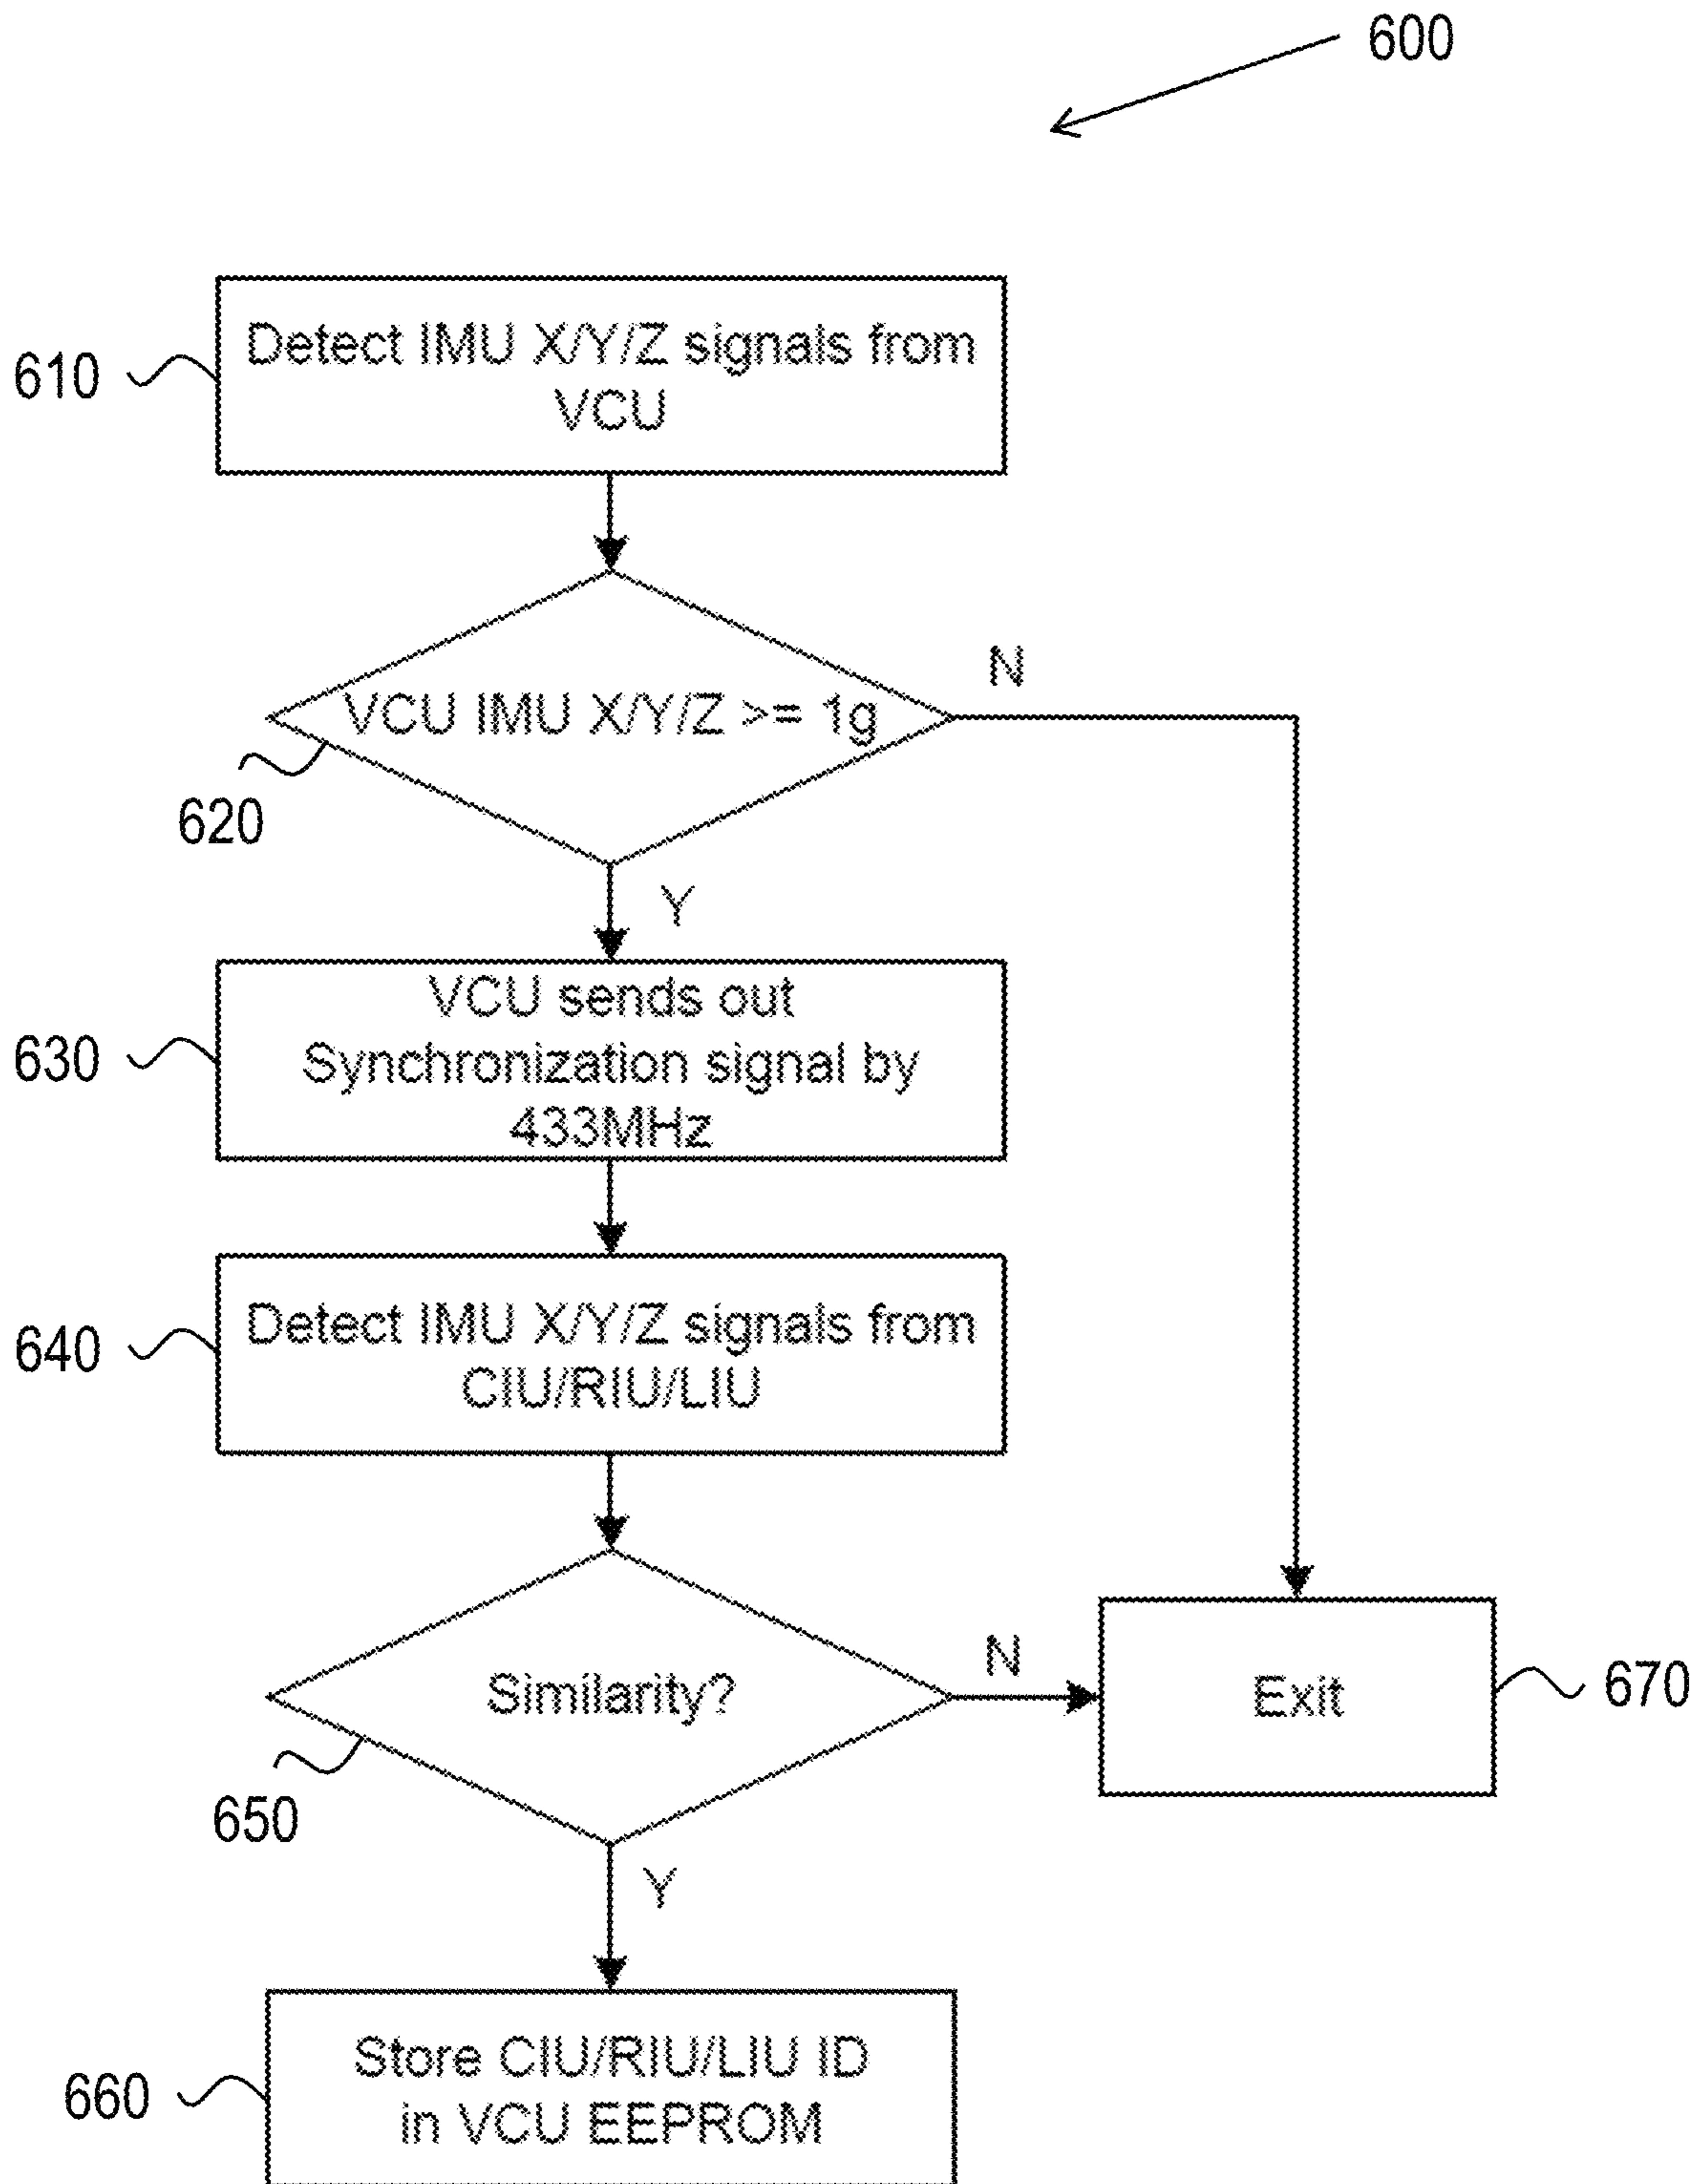 600
610
Detect IMU X/Y/Z signals from
VCU
VCU IMU X/Y/Z >= 1g
N
620
Y
630
VCU sends out
Synchronization signal by
433MHz
640
Detect IMU X/Y/Z signals from
CIU/RIU/LIU
Similarity?
N
Exit
670
650
Y
660
Store CIU/RIU/LIU ID
in VCU EEPROM